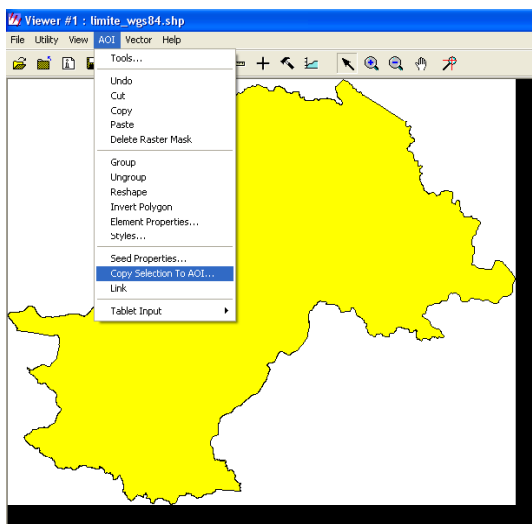 Viewer #1 : limite_wgs84.shp
File Utility View AOI Vector Help
Tools...
Undo
Cut
Copy
Paste
Delete Raster Mask
Group
Ungroup
Reshape
Invert Polygon
Element Properties...
Styles...
Seed Properties...
Copy Selection To AOI...
Link
Tablet Input